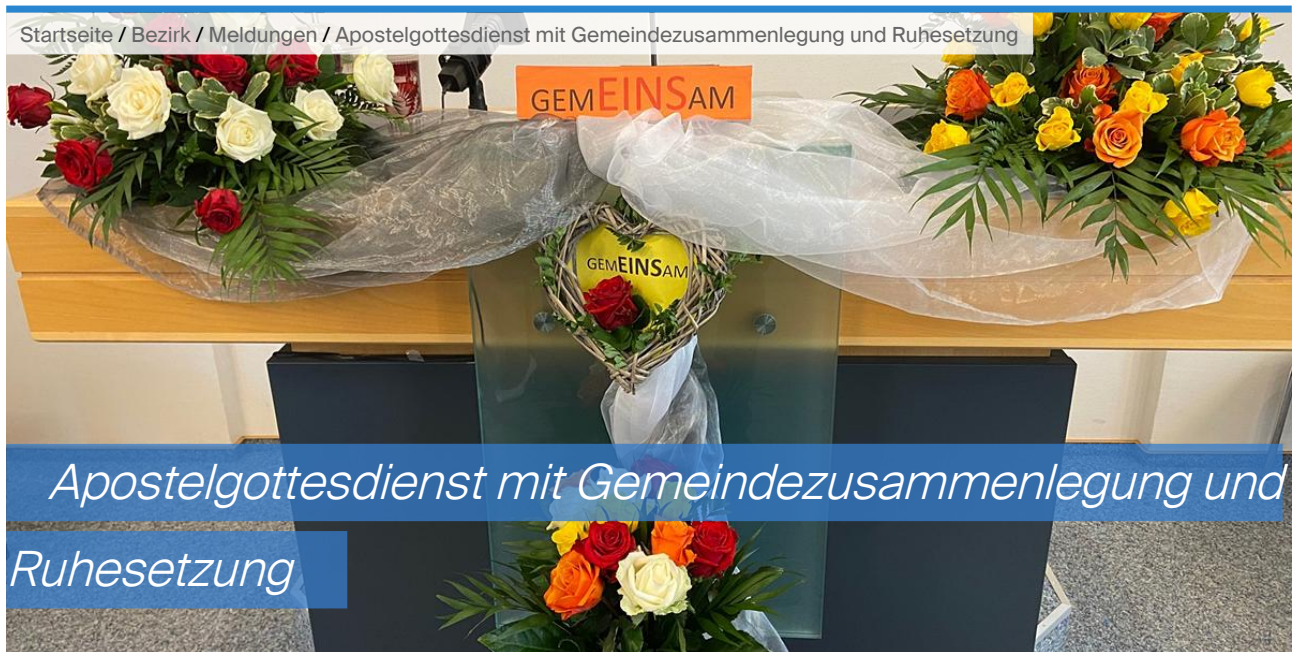 Startseite / Bezirk / Meldungen / Apostelgottesdienst mit Gemeindezusammenlegung und Ruhesetzung
GEMEINSAM
GEMEINSAM
Apostelgottesdienst mit Gemeindezusammenlegung und
Ruhesetzung